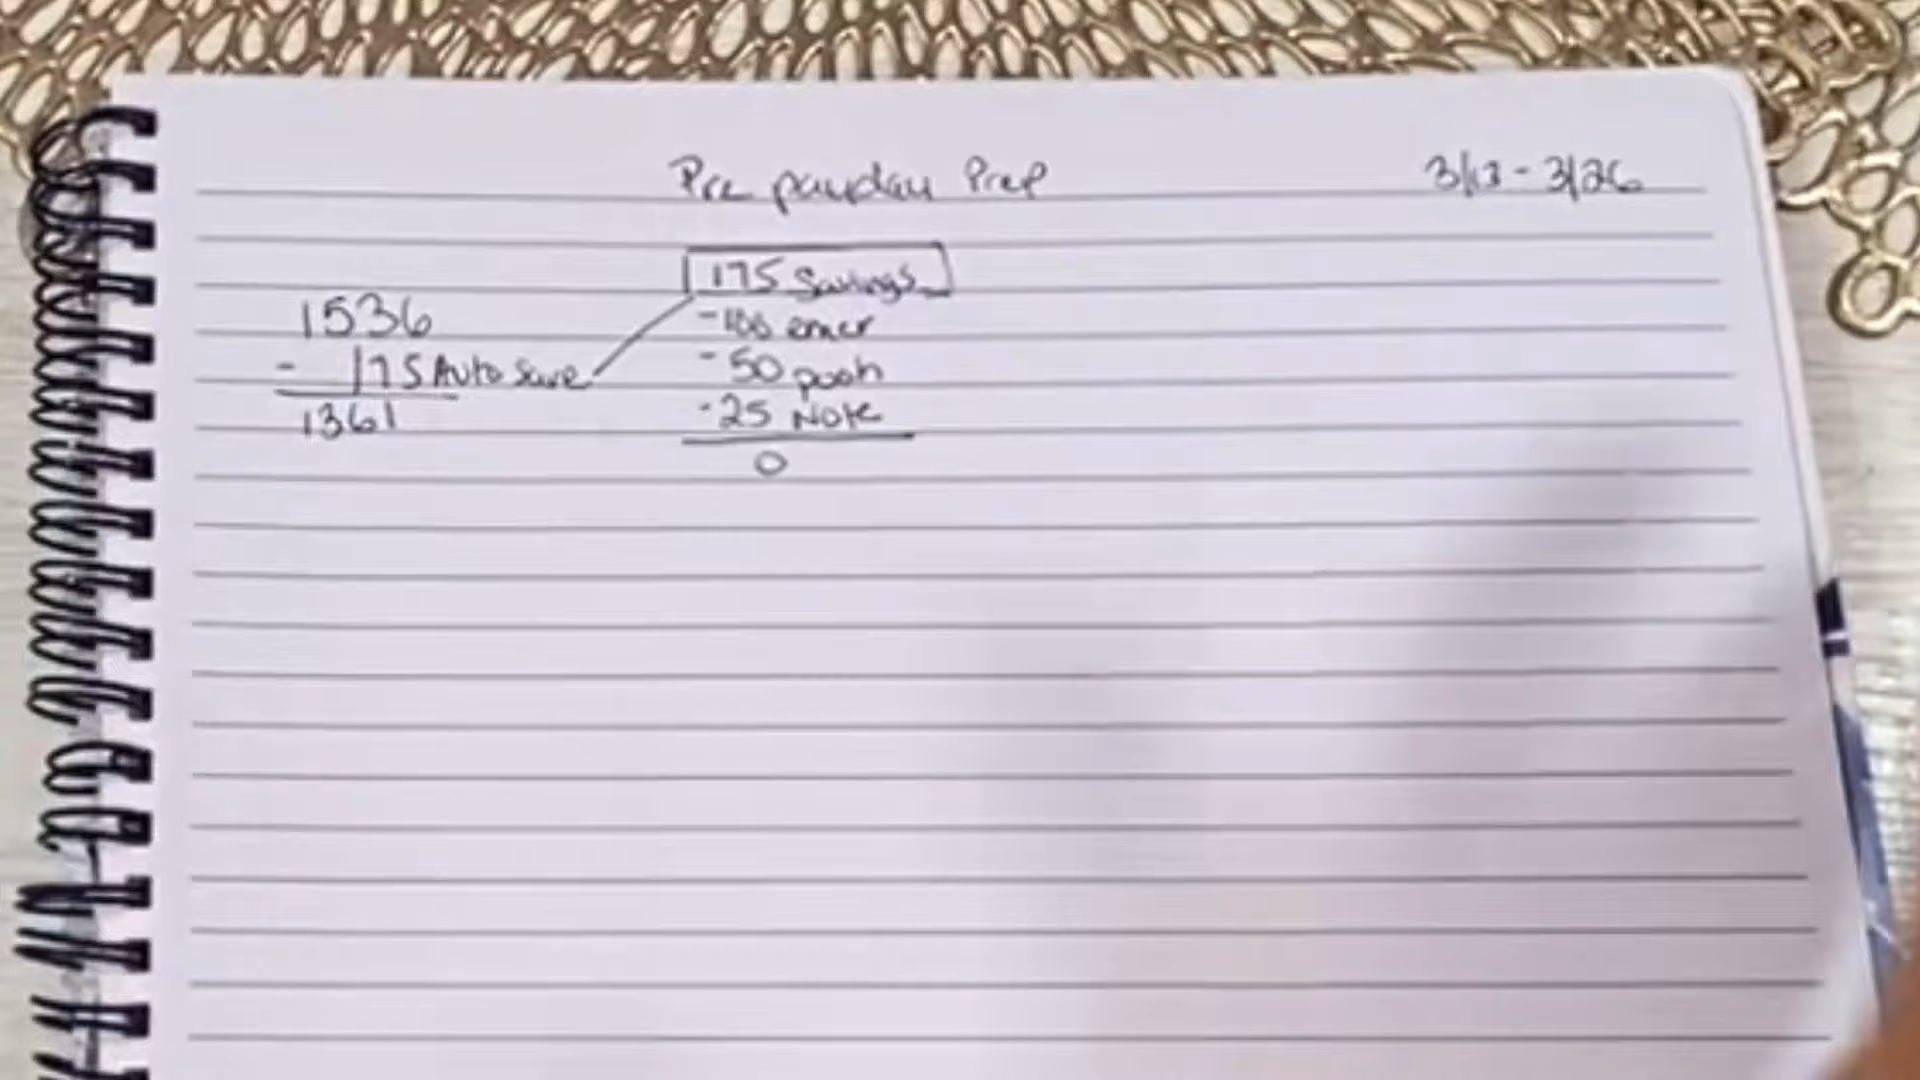 Pre payday Prep
3/13 - 3/26
1536
- 175 Auto Save
1361
175 Savings
-100 emer
-50 push
-25 Note
0